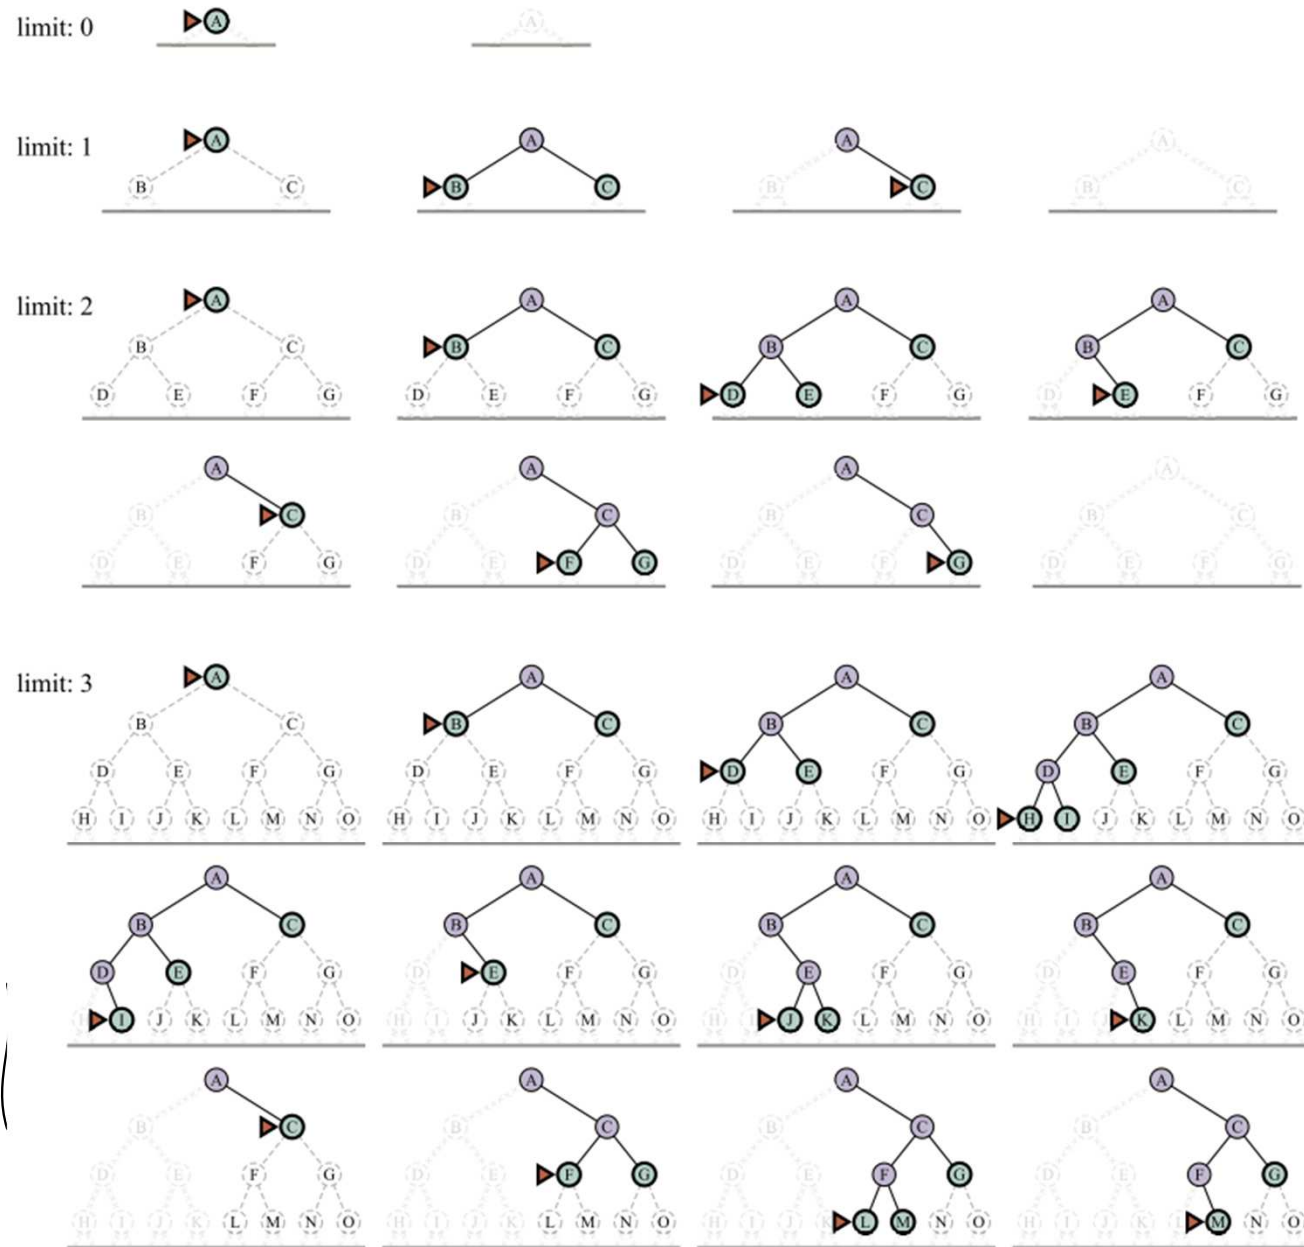 limit: 0 A A
limit: 1 A A A A
B C B C B C B C
limit: 2 A A A A
B C B C B C B C
D E F G D E F G D E F G D E F G
A A A A
B C B C B C B C
D E F G D E F G D E F G D E F G
limit: 3 A A A A
B C B C B C B C
D E F G D E F G D E F G D E F G
H I J K L M N O H I J K L M N O H I J K L M N O H I J K L M N O
A A A A
B C B C B C B C
D E F G D E F G D E F G D E F G
I J K L M N O H I J K L M N O H I J K L M N O H I K L M N O
A A A A
B C B C B C B C
D E F G D E F G D E F G D E F G
H I J K L M N O H I J K L M N O H I J K L M N O H I J K M N O